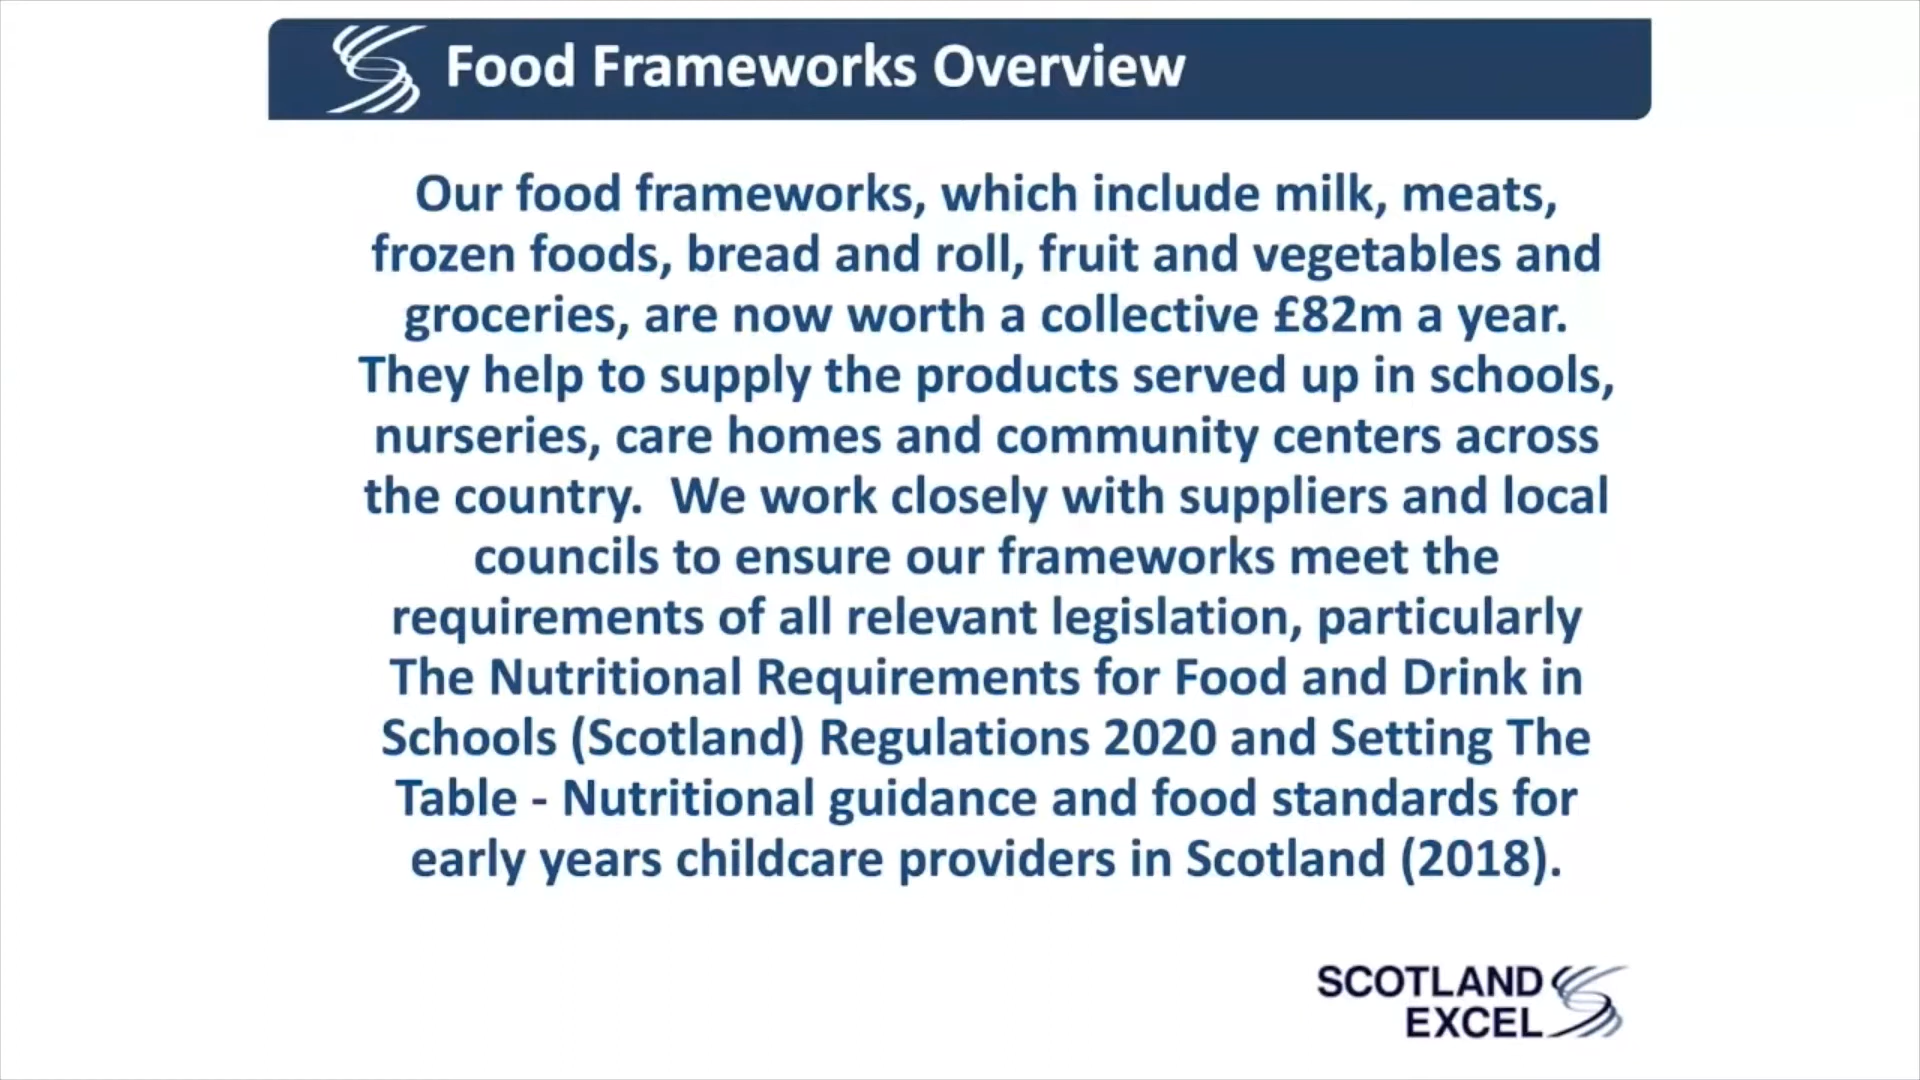 Food Frameworks Overview
Our food frameworks, which include milk, meats,
frozen foods, bread and roll, fruit and vegetables and
groceries, are now worth a collective £82m a year.
They help to supply the products served up in schools,
nurseries, care homes and community centers across
the country.  We work closely with suppliers and local
councils to ensure our frameworks meet the
requirements of all relevant legislation, particularly
The Nutritional Requirements for Food and Drink in
Schools (Scotland) Regulations 2020 and Setting The
Table - Nutritional guidance and food standards for
early years childcare providers in Scotland (2018).
SCOTLAND
EXCEL